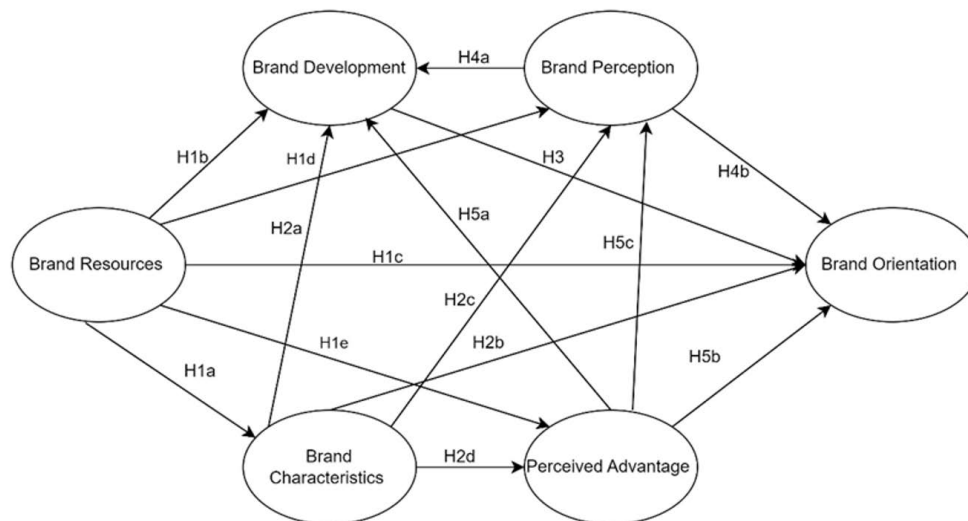 H4a
Brand Development
Brand Perception
H1b
H1d
H3
H4b
H2a
H5a
H5c
Brand Resources
H1c
Brand Orientation
H2c
H1e
H2b
H5b
H1a
Brand
Characteristics
H2d
Perceived Advantage